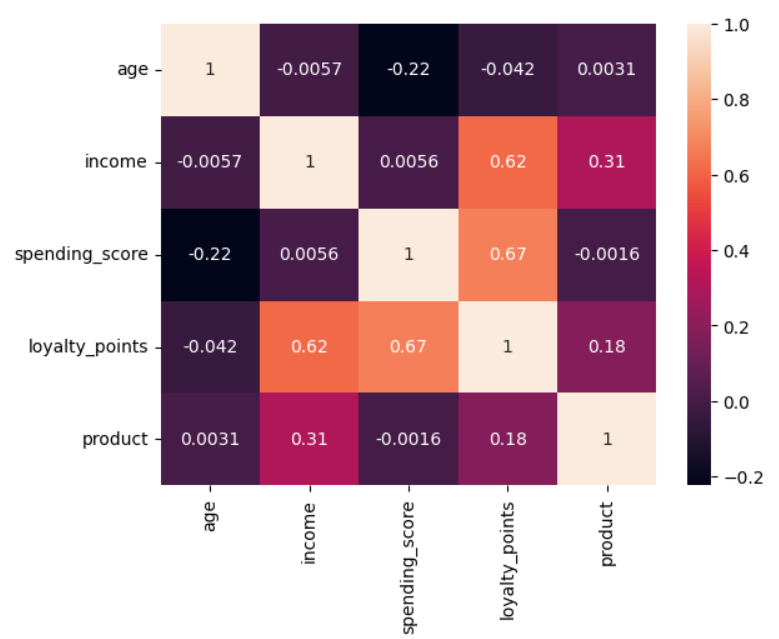 age 1 -0.0057 -0.22 -0.042 0.0031
income -0.0057 1 0.0056 0.62 0.31
spending_score -0.22 0.0056 1 0.67 -0.0016
loyalty_points -0.042 0.62 0.67 1 0.18
product 0.0031 0.31 -0.0016 0.18 1
age
income
spending_score
loyalty_points
product
1.0
0.8
0.6
0.4
0.2
0.0
−0.2